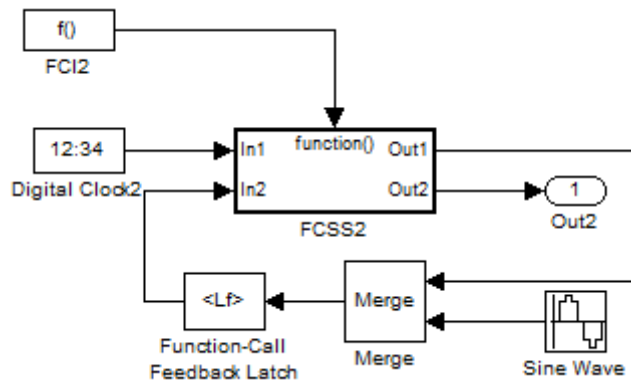 f()
FCI2
12:34
Digital Clock2
function()
In1
In2
Out1
Out2
FCSS2
1
Out2
<Lf>
Function-Call
Feedback Latch
Merge
Merge
Sine Wave